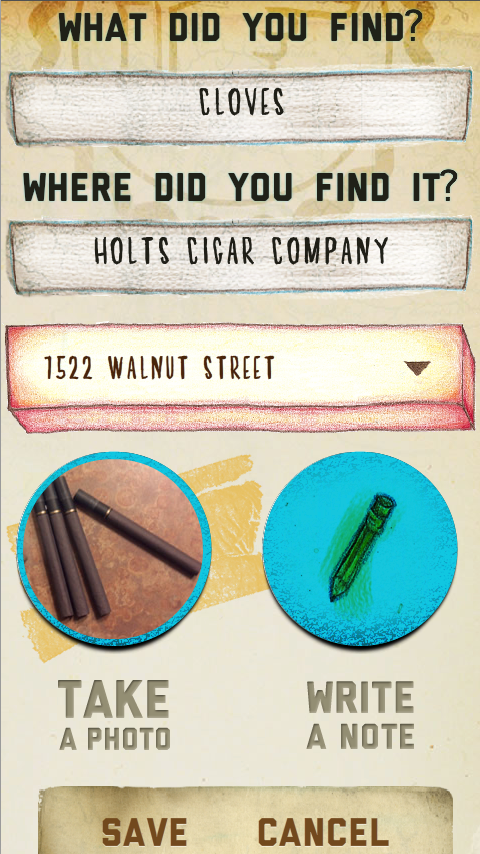 WHAT DID YOU FIND?
CLOVES
WHERE DID YOU FIND IT?
HOLTS CIGAR COMPANY
1522 WALNUT STREET
TAKE
A PHOTO
WRITE
A NOTE
SAVE CANCEL